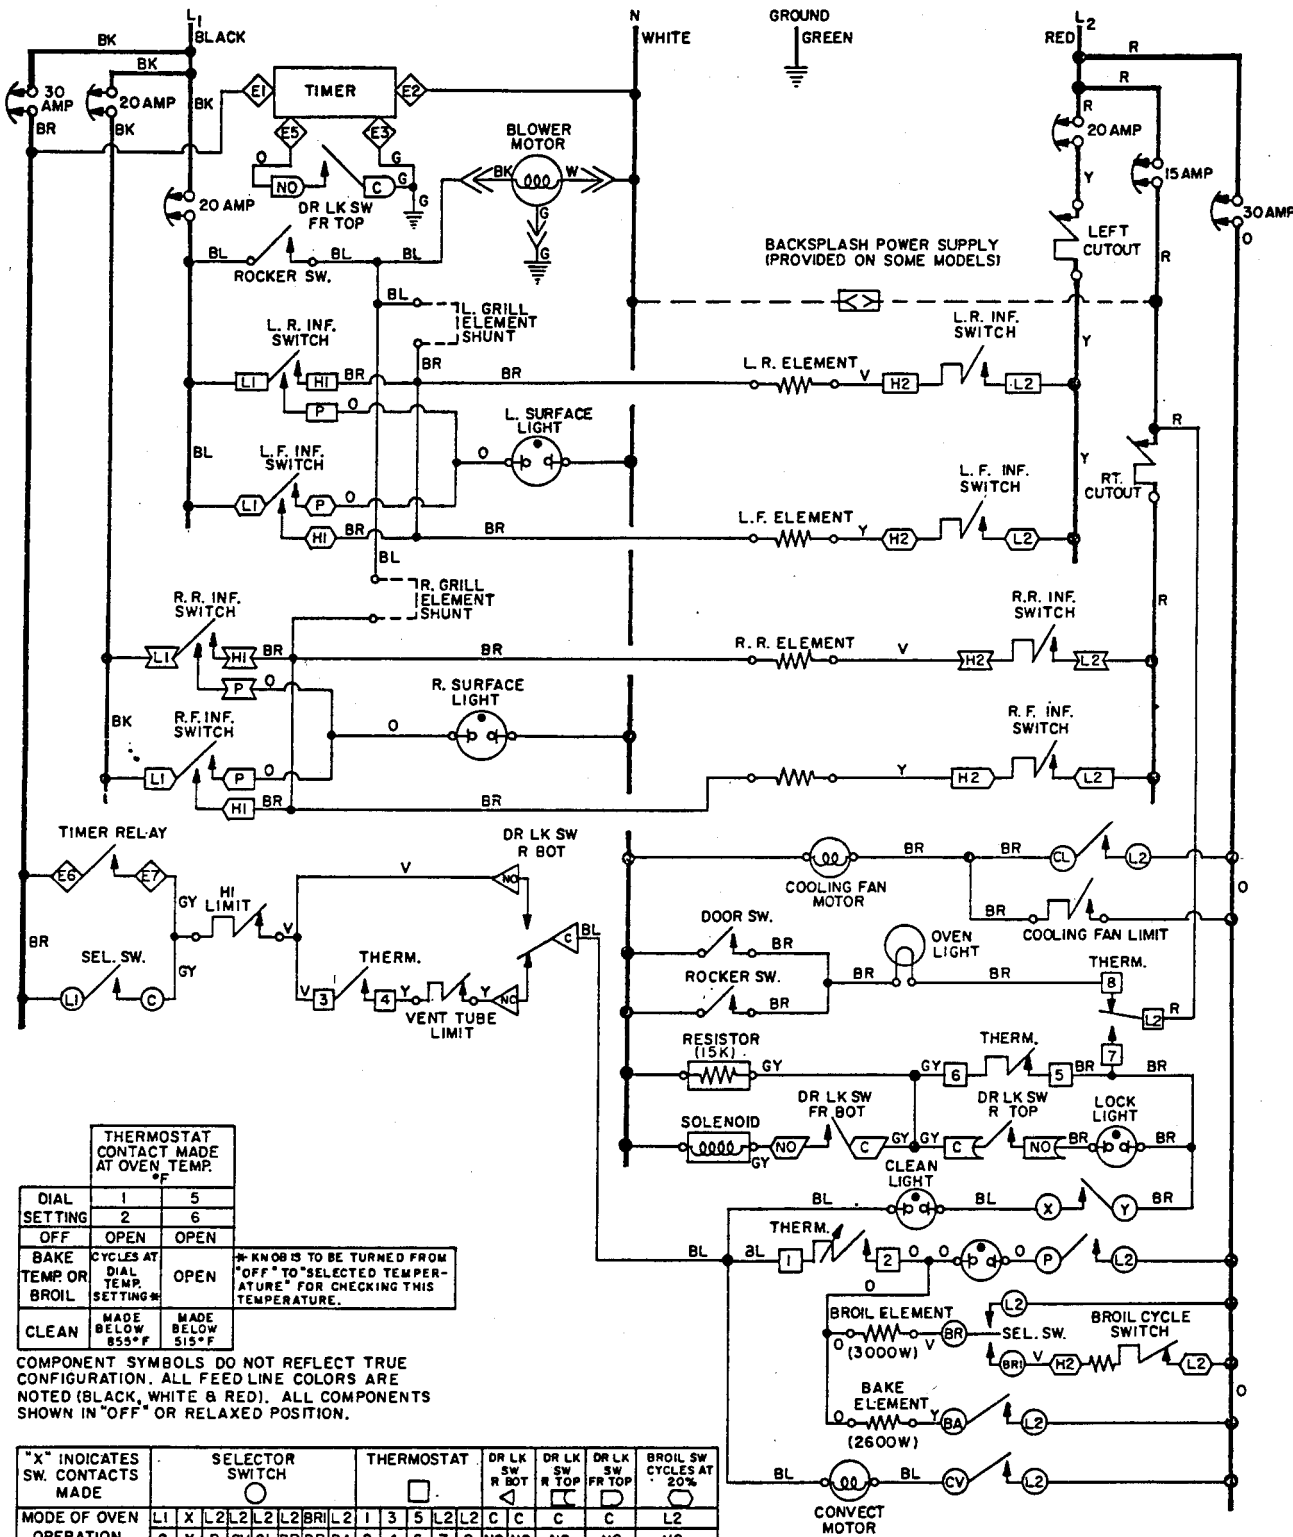 L1
BLACK
N
WHITE
GROUND
GREEN
L2
RED
BK
BK
R
R
30
AMP
20 AMP
BK
E1
TIMER
E2
R
20 AMP
BR
BK
E5
E3
O
G
G
G
NO
C
DR LK SW
FR TOP
BLOWER
MOTOR
BK
W
G
G
Y
15 AMP
30 AMP
O
20 AMP
LEFT
CUTOUT
BL
BL
BL
ROCKER SW.
BACKSPLASH POWER SUPPLY
(PROVIDED ON SOME MODELS)
R
BL
L. GRILL
ELEMENT
SHUNT
L. R. INF.
SWITCH
BR
L.R. INF.
SWITCH
Y
L1
HI
BR
BR
L.R. ELEMENT
V
H2
L2
P
O
L. SURFACE
LIGHT
R
BL
L.F. INF.
SWITCH
O
L.F. INF.
SWITCH
Y
RT.
CUTOUT
L1
P
O
HI
BR
BR
L.F. ELEMENT
Y
H2
L2
BL
R. GRILL
ELEMENT
SHUNT
R.R. INF.
SWITCH
R.R. INF.
SWITCH
R
L1
HI
BR
BR
R.R. ELEMENT
V
H2
L2
P
O
R. SURFACE
LIGHT
BK
R.F. INF.
SWITCH
O
R.F. INF.
SWITCH
L1
P
O
Y
H2
L2
HI
BR
BR
TIMER RELAY
DR LK SW
R BOT
E6
E7
V
NO
BR
BR
CL
L2
COOLING FAN
MOTOR
O
GY
HI
LIMIT
V
C
BL
BR
COOLING FAN LIMIT
BR
SEL. SW.
GY
THERM.
DOOR SW.
BR
OVEN
LIGHT
THERM.
L1
C
V
3
4
Y
Y
NO
VENT TUBE
LIMIT
ROCKER SW.
BR
BR
BR
8
L2
R
7
RESISTOR
(15K)
GY
THERM.
GY
6
5
BR
BR
SOLENOID
GY
DR LK SW
FR BOT
NO
C
GY
GY
DR LK SW
R TOP
C
NO
BR
LOCK
LIGHT
BR
CLEAN
LIGHT
BL
BL
X
Y
BR
THERM.
BL
BL
1
2
O
O
O
P
L2
O
BROIL ELEMENT
O
(3000W)
V
BR
L2
SEL. SW.
BR1
V
H2
BROIL CYCLE
SWITCH
L2
O
BAKE
ELEMENT
O
(2600W)
Y
BA
L2
BL
BL
CV
L2
CONVECT
MOTOR
THERMOSTAT
CONTACT MADE
AT OVEN TEMP.
°F
DIAL
SETTING
1
2
5
6
OFF
OPEN
OPEN
BAKE
TEMP. OR
BROIL
CYCLES AT
DIAL
TEMP.
SETTING*
OPEN
* KNOB IS TO BE TURNED FROM
"OFF" TO "SELECTED TEMPER-
ATURE" FOR CHECKING THIS
TEMPERATURE.
CLEAN
MADE
BELOW
855°F
MADE
BELOW
515°F
COMPONENT SYMBOLS DO NOT REFLECT TRUE
CONFIGURATION. ALL FEED LINE COLORS ARE
NOTED (BLACK, WHITE & RED). ALL COMPONENTS
SHOWN IN "OFF" OR RELAXED POSITION.
"X" INDICATES
SW. CONTACTS
MADE
SELECTOR
SWITCH
THERMOSTAT
DR LK
SW
R BOT
DR LK
SW
R TOP
DR LK
SW
FR TOP
BROIL SW
CYCLES AT
20%
MODE OF OVEN L1 X L2 L2 L2 L2 BR1 L2 1 3 5 L2 L2 C C C C L2
OPERATION